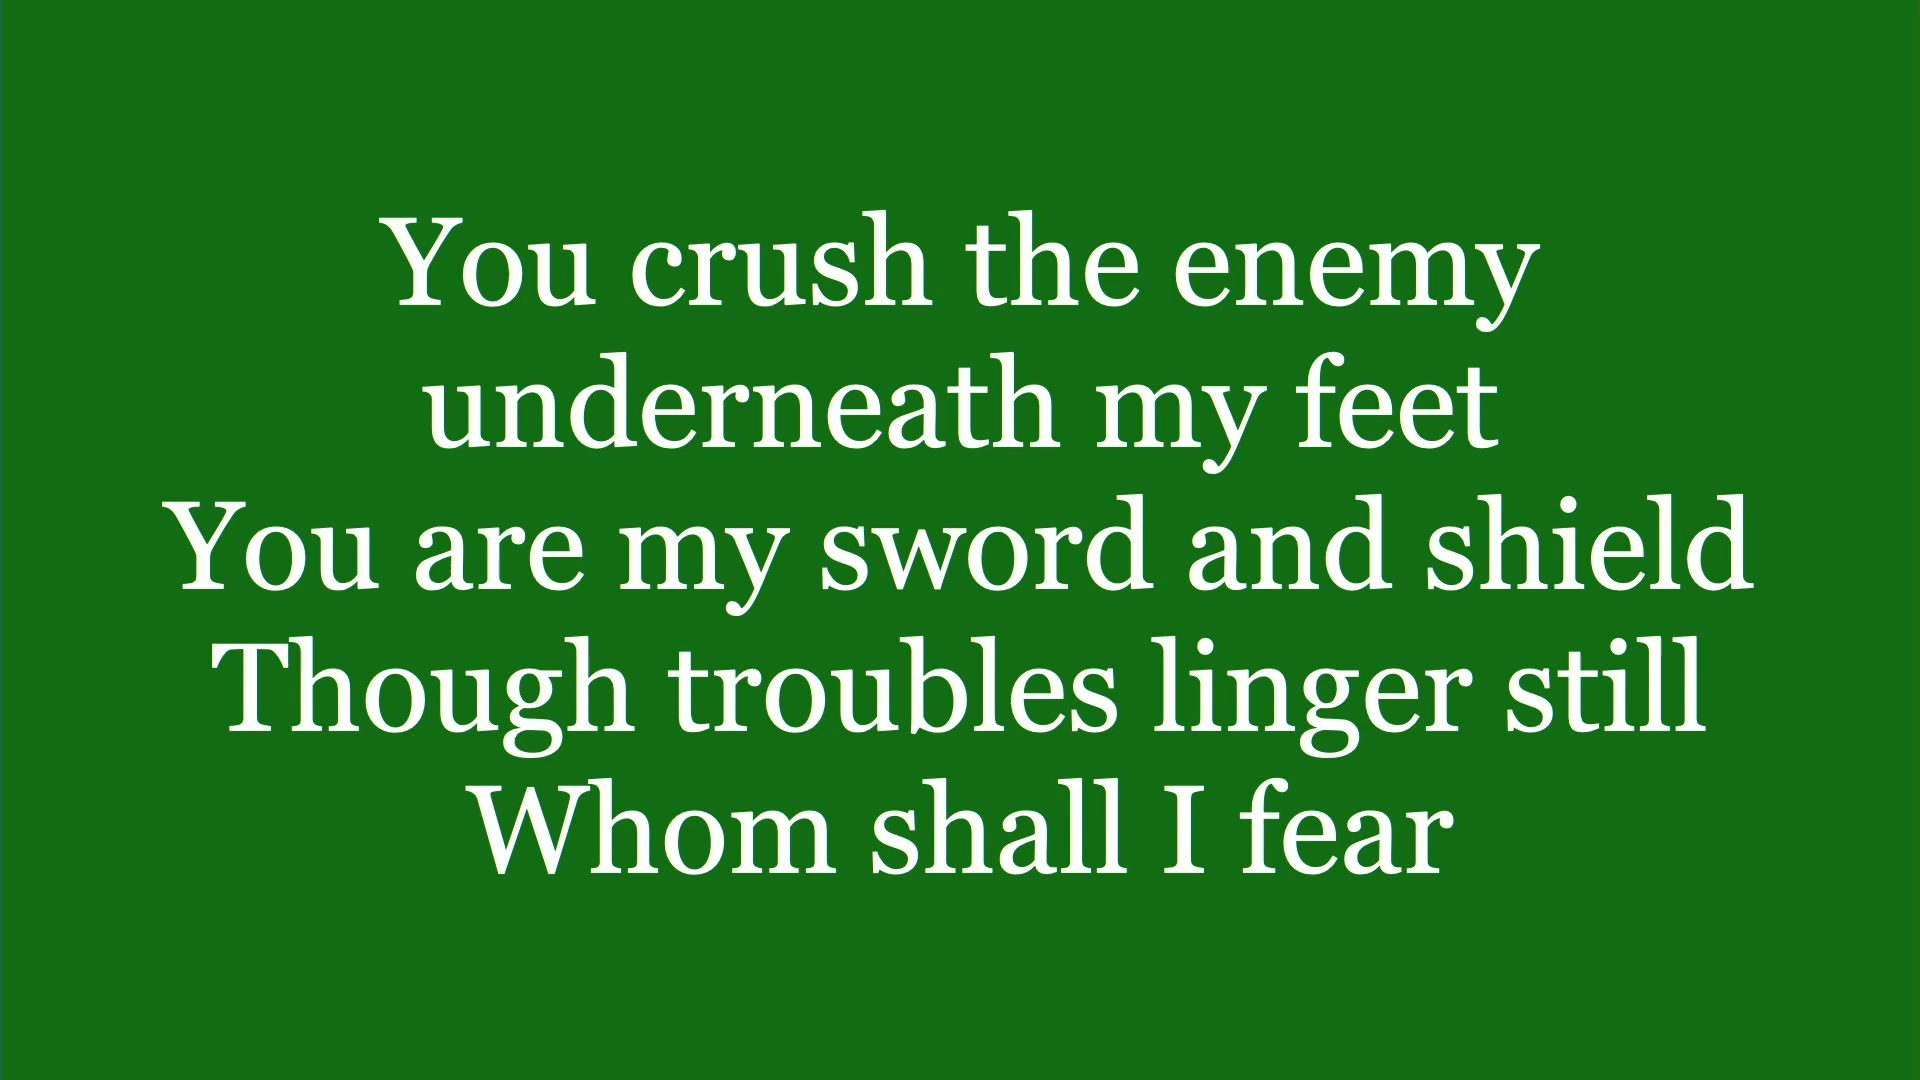 You crush the enemy
underneath my feet
You are my sword and shield
Though troubles linger still
Whom shall I fear